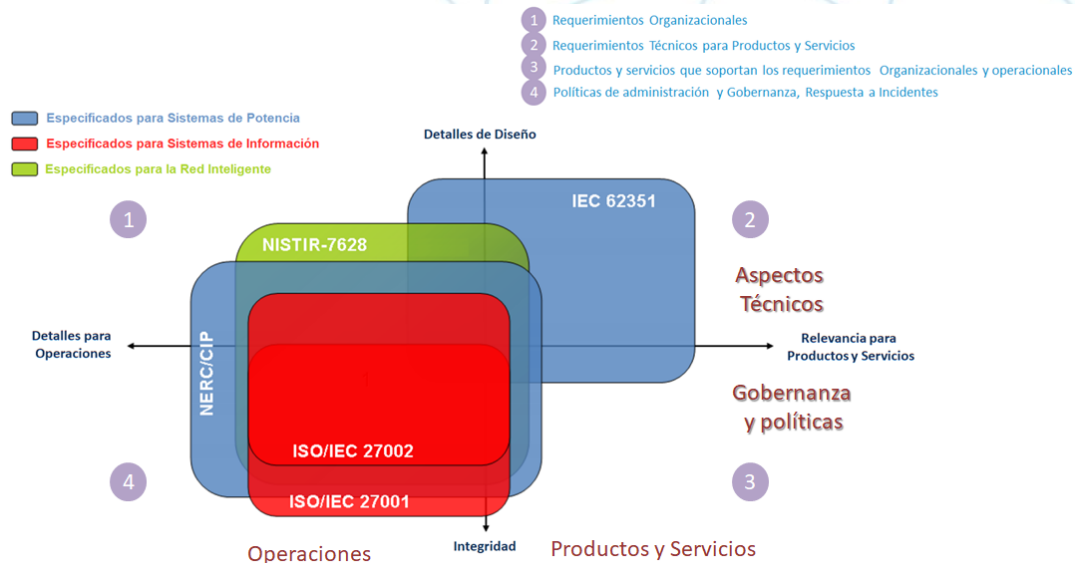 1 Requerimientos Organizacionales
2 Requerimientos Técnicos para Productos y Servicios
3 Productos y servicios que soportan los requerimientos Organizacionales y operacionales
4 Políticas de administración y Gobernanza, Respuesta a Incidentes
Especificados para Sistemas de Potencia
Especificados para Sistemas de Información
Especificados para la Red Inteligente
Detalles de Diseño
IEC 62351
1
2
NISTIR-7628
Aspectos
Técnicos
Detalles para
Operaciones
Relevancia para
Productos y Servicios
NERC/CIP
1
Gobernanza
y políticas
ISO/IEC 27002
4
3
ISO/IEC 27001
Integridad
Operaciones
Productos y Servicios